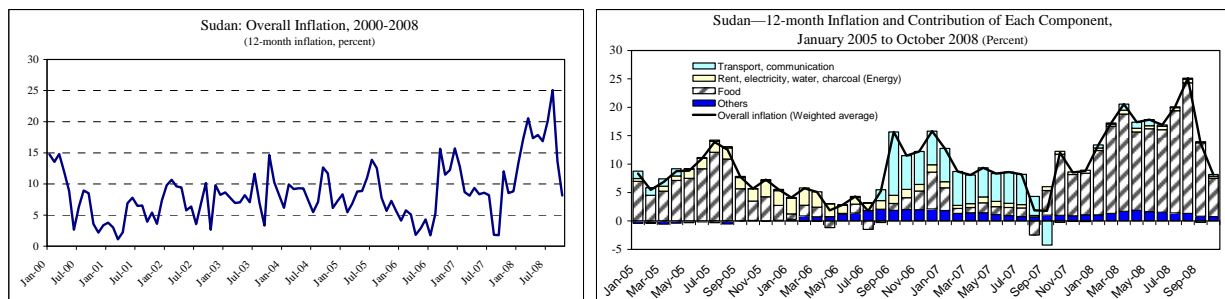 Sudan: Overall Inflation, 2000-2008
(12-month inflation, percent)
30
25
20
15
10
5
0
Jan-00
Jul-00
Jan-01
Jul-01
Jan-02
Jul-02
Jan-03
Jul-03
Jan-04
Jul-04
Jan-05
Jul-05
Jan-06
Jul-06
Jan-07
Jul-07
Jan-08
Jul-08
Sudan—12-month Inflation and Contribution of Each Component,
January 2005 to October 2008 (Percent)
30
25
20
15
10
5
0
-5
Transport, communication
Rent, electricity, water, charcoal (Energy)
Food
Others
Overall inflation (Weighted average)
Jan-05
Mar-05
May-05
Jul-05
Sep-05
Nov-05
Jan-06
Mar-06
May-06
Jul-06
Sep-06
Nov-06
Jan-07
Mar-07
May-07
Jul-07
Sep-07
Nov-07
Jan-08
Mar-08
May-08
Jul-08
Sep-08